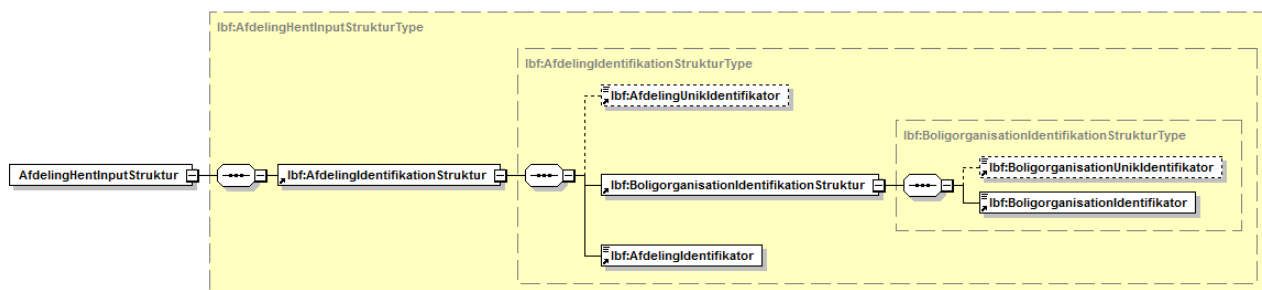 lbf:AfdelingHentInputStrukturType
lbf:AfdelingIdentifikationStrukturType
lbf:AfdelingUnikIdentifikator
lbf:BoligorganisationIdentifikationStrukturType
lbf:BoligorganisationUnikIdentifikator
AfdelingHentInputStruktur
lbf:AfdelingIdentifikationStruktur
lbf:BoligorganisationIdentifikationStruktur
lbf:BoligorganisationIdentifikator
lbf:AfdelingIdentifikator